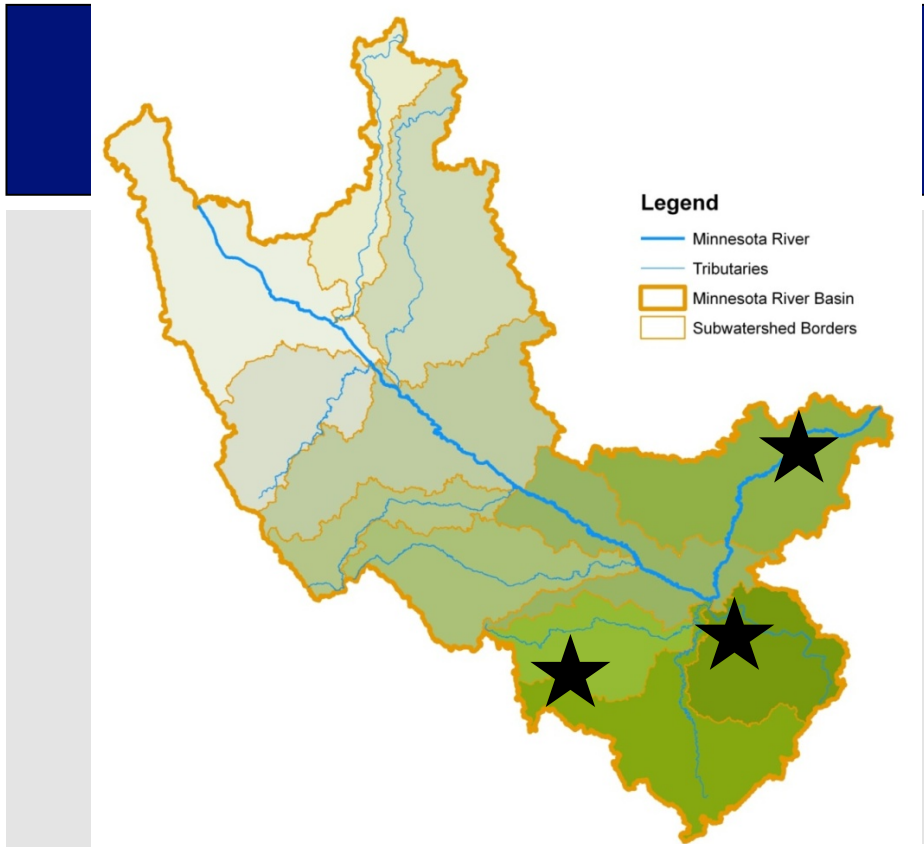 Legend
Minnesota River
Tributaries
Minnesota River Basin
Subwatershed Borders